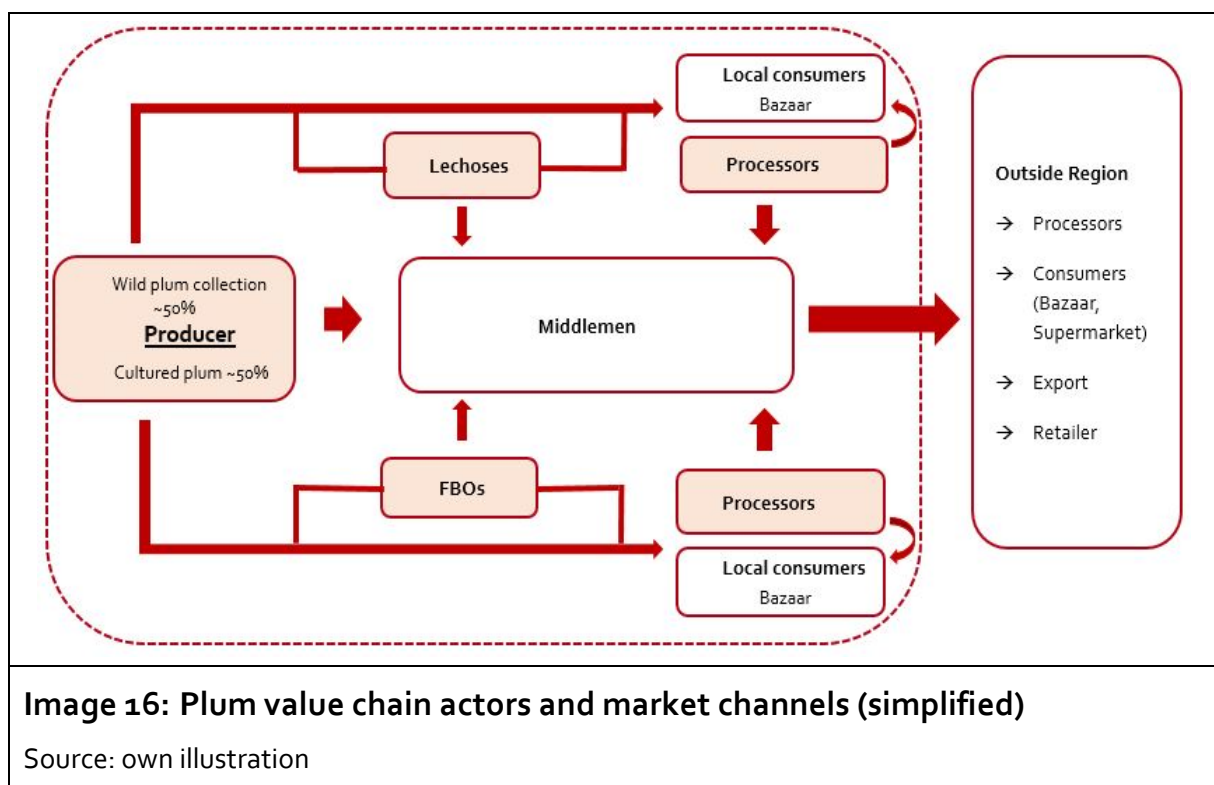 Local consumers
Bazaar
Lechoses
Processors
Wild plum collection
~50%
Producer
Cultured plum ~50%
Middlemen
FBOs
Processors
Local consumers
Bazaar
Outside Region
→ Processors
→ Consumers
(Bazaar,
Supermarket)
→ Export
→ Retailer
Image 16: Plum value chain actors and market channels (simplified)
Source: own illustration